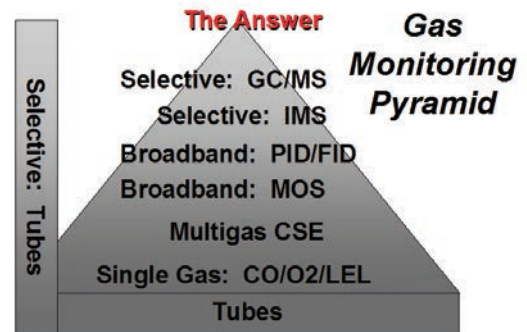 The Answer
Gas
Monitoring
Pyramid
Selective: GC/MS
Selective: IMS
Broadband: PID/FID
Broadband: MOS
Multigas CSE
Single Gas: CO/O2/LEL
Tubes
Selective: Tubes